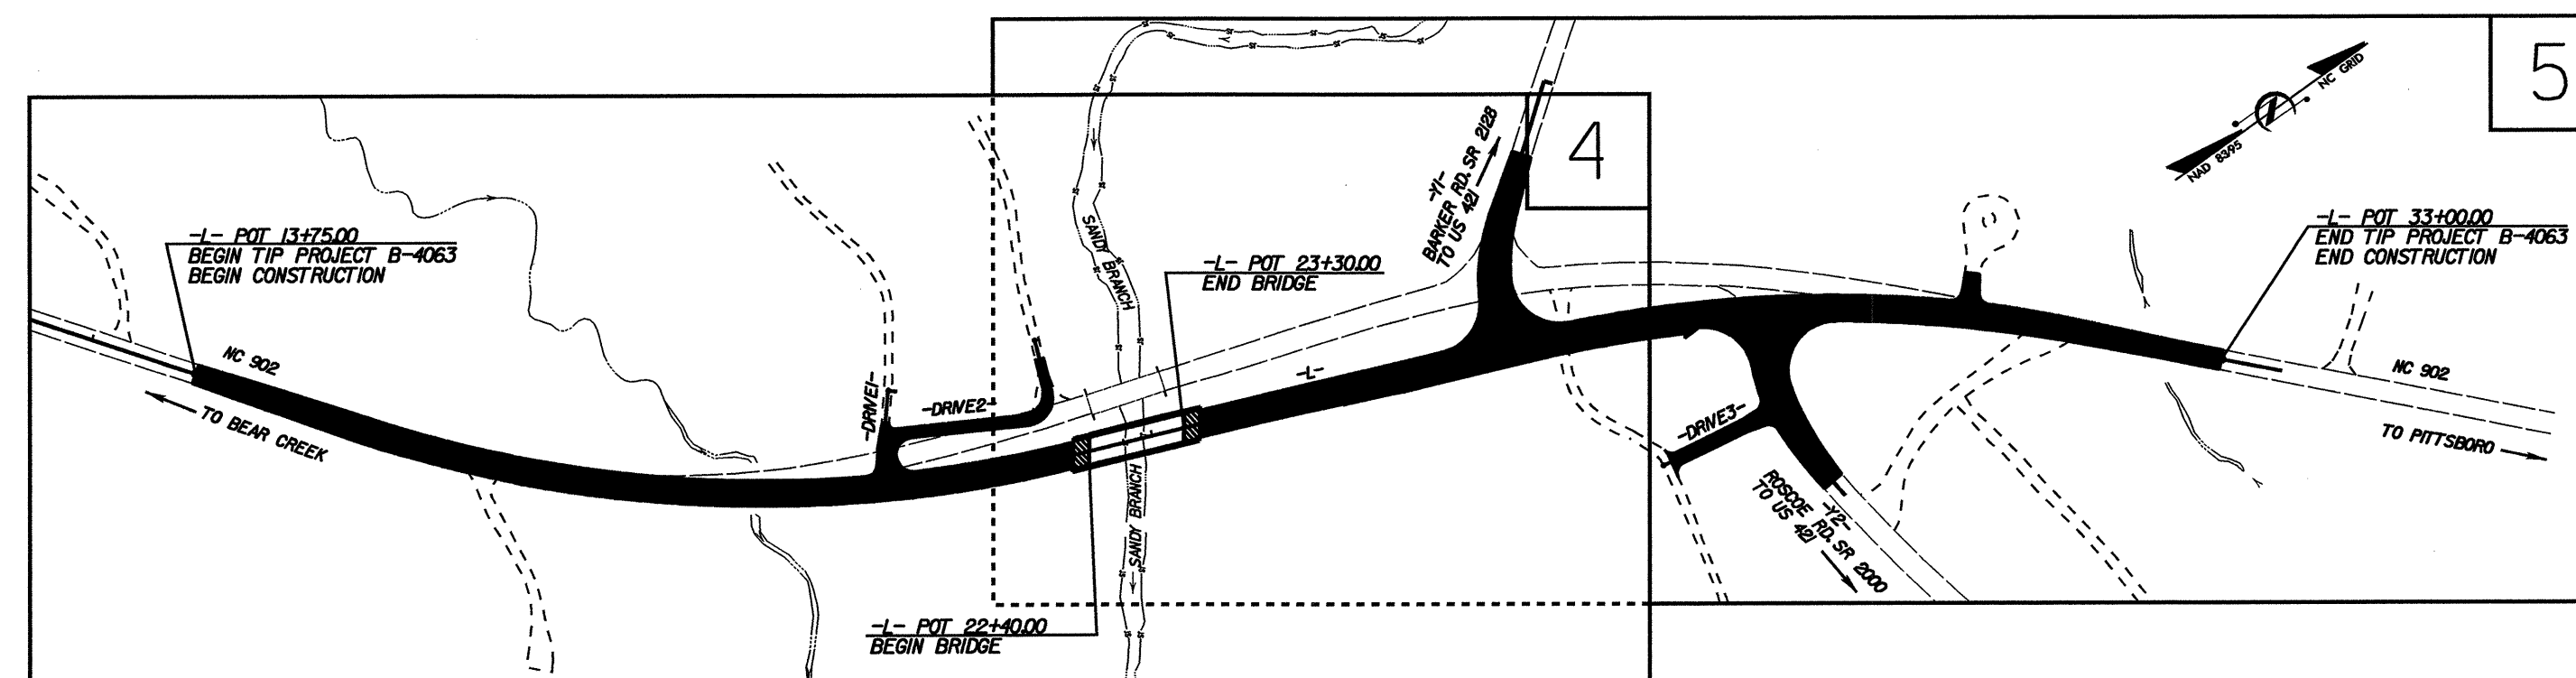 5
NC GRID
NAD 83/95
4
-Y1-
BARKER RD. SR 2128
TO US 421
SANDY BRANCH
-L- POT 13+75.00
BEGIN TIP PROJECT B-4063
BEGIN CONSTRUCTION
-L- POT 23+30.00
END BRIDGE
-L- POT 33+00.00
END TIP PROJECT B-4063
END CONSTRUCTION
NC 902
TO BEAR CREEK
-DRIVE1-
-DRIVE2-
-L-
-DRIVE3-
NC 902
TO PITTSBORO
SANDY BRANCH
-Y2-
ROSCOE RD. SR 2000
TO US 421
-L- POT 22+40.00
BEGIN BRIDGE